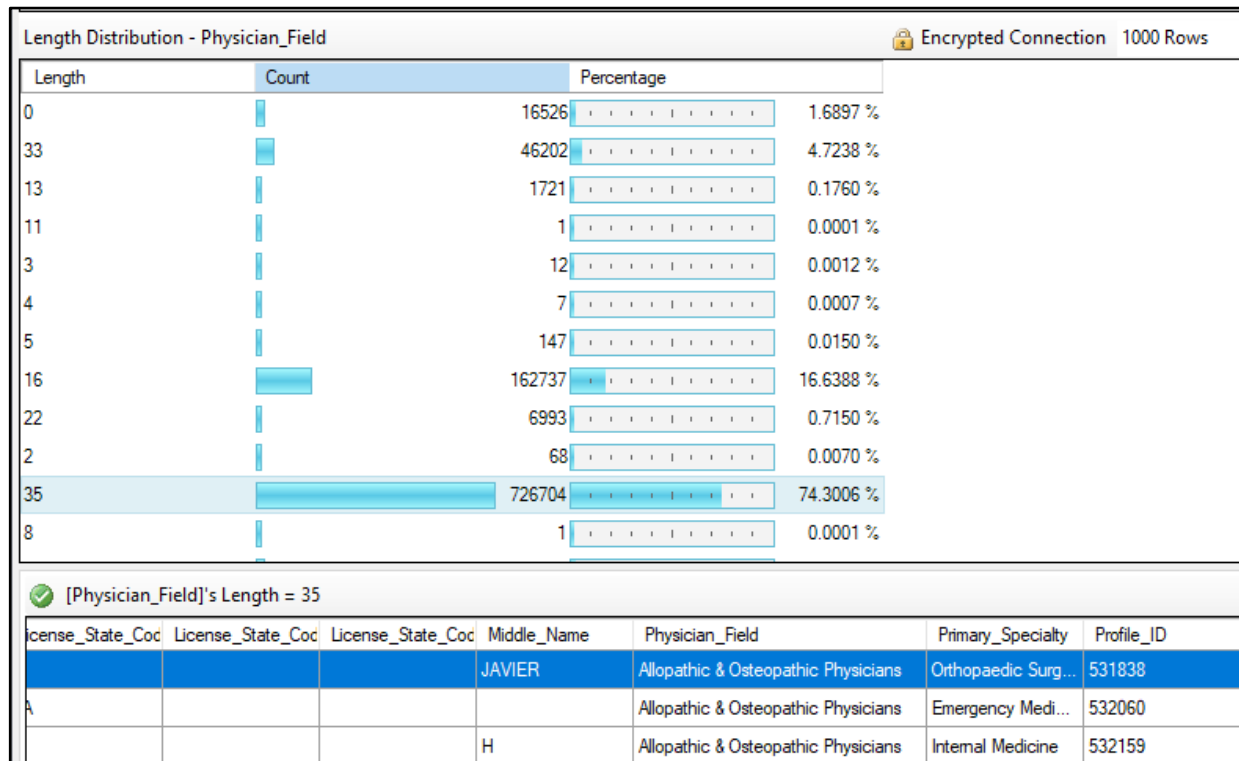 Length Distribution - Physician_Field Encrypted Connection 1000 Rows
Length Count Percentage
0 16526 1.6897 %
33 46202 4.7238 %
13 1721 0.1760 %
11 1 0.0001 %
3 12 0.0012 %
4 7 0.0007 %
5 147 0.0150 %
16 162737 16.6388 %
22 6993 0.7150 %
2 68 0.0070 %
35 726704 74.3006 %
8 1 0.0001 %
[Physician_Field]'s Length = 35
icense_State_Cod License_State_Cod License_State_Cod Middle_Name Physician_Field Primary_Specialty Profile_ID
JAVIER Allopathic & Osteopathic Physicians Orthopaedic Surg... 531838
A Allopathic & Osteopathic Physicians Emergency Medi... 532060
H Allopathic & Osteopathic Physicians Internal Medicine 532159